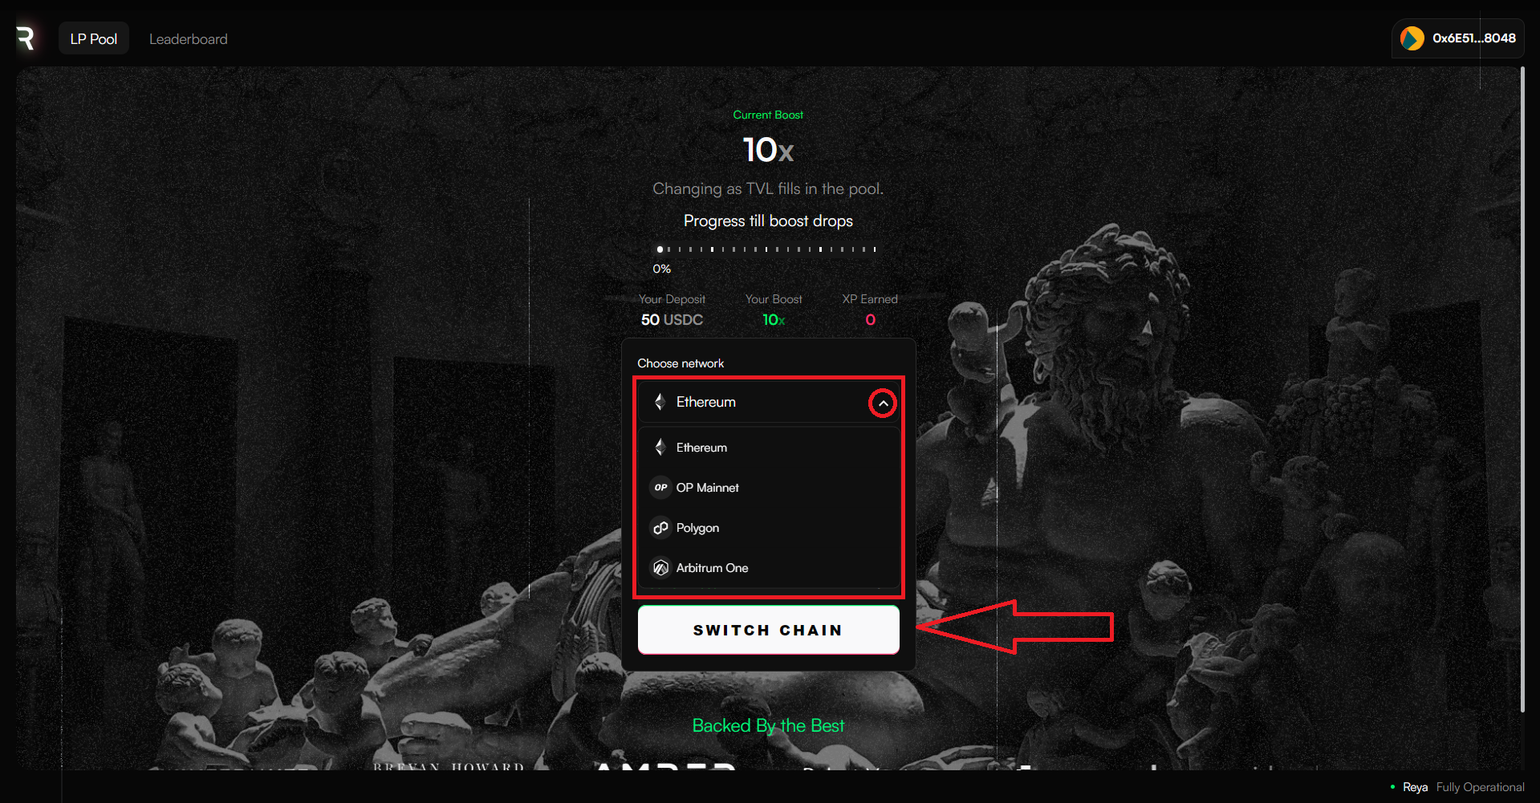 R
LP Pool
Leaderboard
0x6E51...8048
Current Boost
10x
Changing as TVL fills in the pool.
Progress till boost drops
0%
Your Deposit Your Boost XP Earned
50 USDC 10x 0
Choose network
Ethereum
Ethereum
OP OP Mainnet
Polygon
Arbitrum One
SWITCH CHAIN
Backed By the Best
BREVAN HOWARD
AMBER
Reya Fully Operational